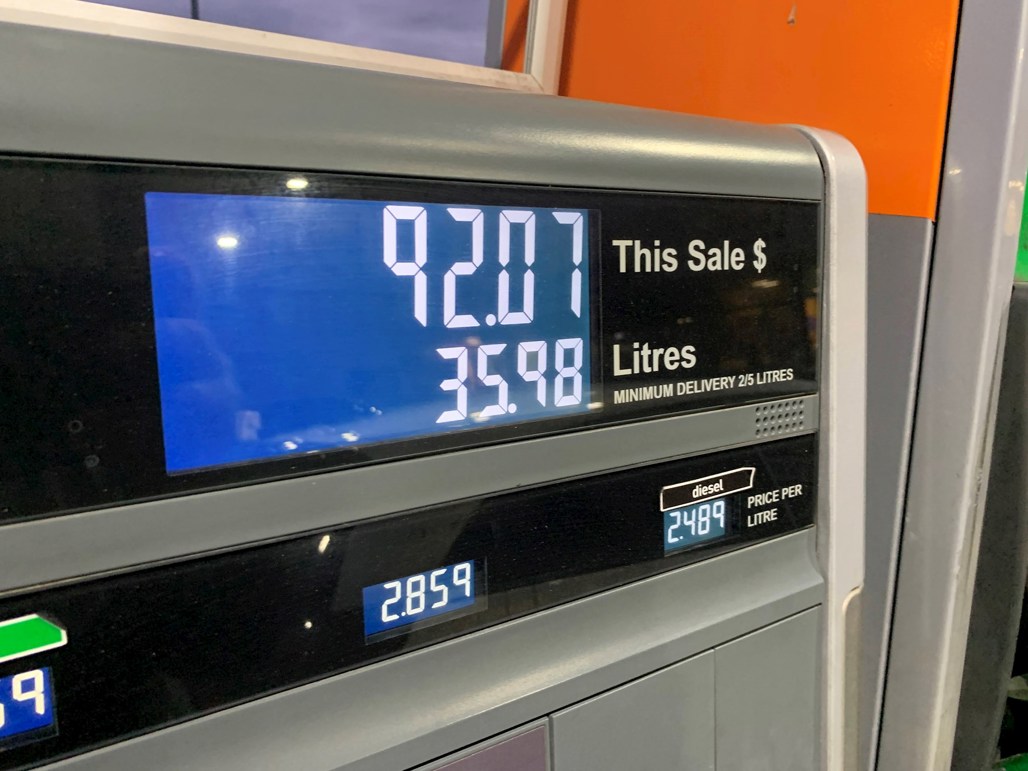 92.07
This Sale $
35.98
Litres
MINIMUM DELIVERY 2/5 LITRES
diesel
2.489
PRICE PER
LITRE
2.859
59